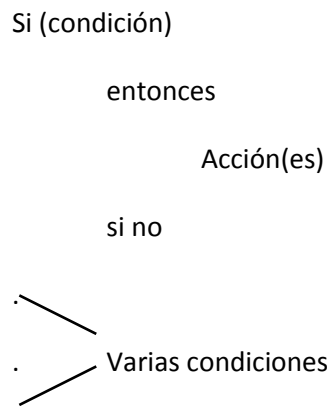 Si (condición)
entonces
Acción(es)
si no
.
. Varias condiciones